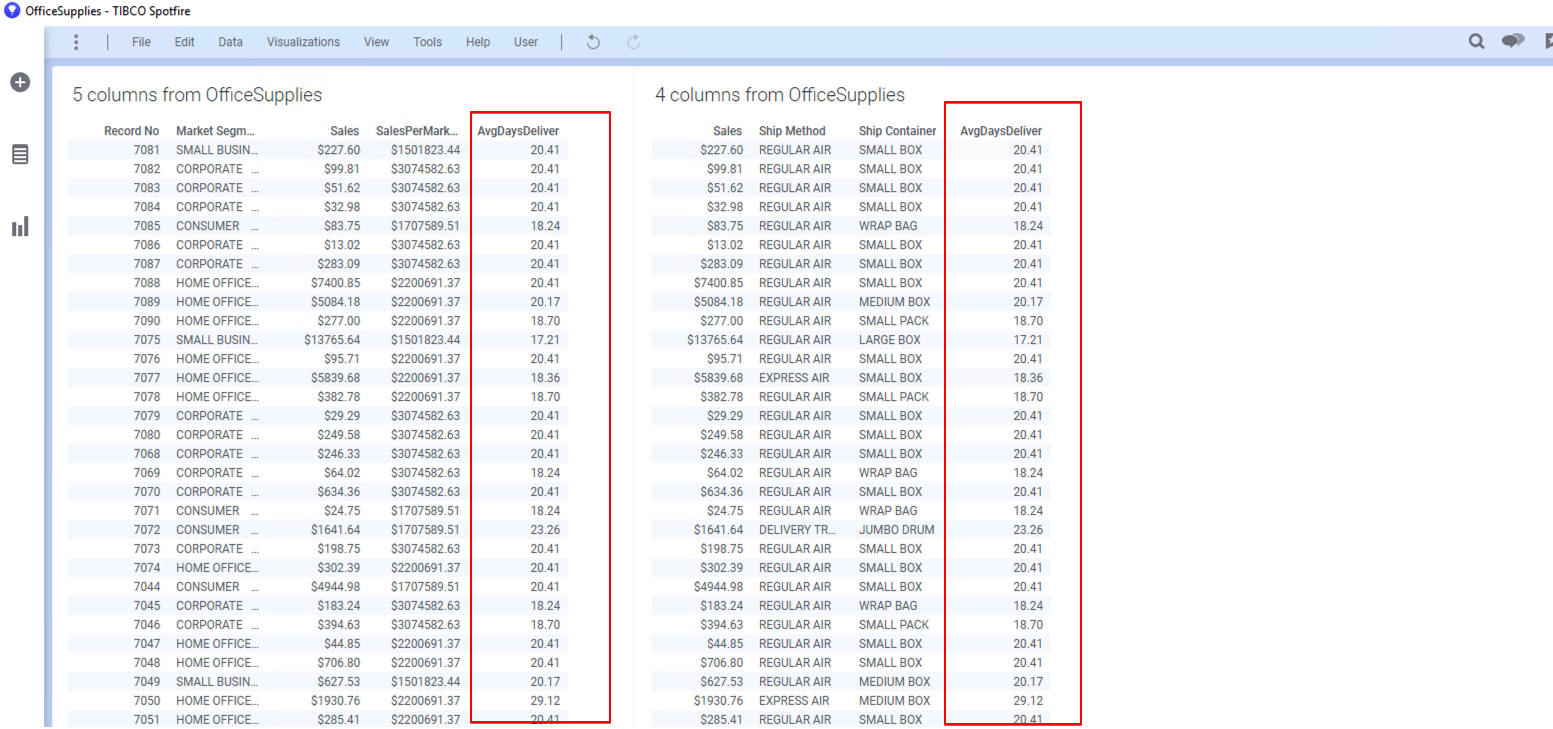 OfficeSupplies - TIBCO Spotfire
File Edit Data Visualizations View Tools Help User
5 columns from OfficeSupplies
Record No Market Segm... Sales SalesPerMark... AvgDaysDeliver
7081 SMALL BUSIN... $227.60 $1501823.44 20.41
7082 CORPORATE ... $99.81 $3074582.63 20.41
7083 CORPORATE ... $51.62 $3074582.63 20.41
7084 CORPORATE ... $32.98 $3074582.63 20.41
7085 CONSUMER ... $83.75 $1707589.51 18.24
7086 CORPORATE ... $13.02 $3074582.63 20.41
7087 CORPORATE ... $283.09 $3074582.63 20.41
7088 HOME OFFICE... $7400.85 $2200691.37 20.41
7089 HOME OFFICE... $5084.18 $2200691.37 20.17
7090 HOME OFFICE... $277.00 $2200691.37 18.70
7075 SMALL BUSIN... $13765.64 $1501823.44 17.21
7076 HOME OFFICE... $95.71 $2200691.37 20.41
7077 HOME OFFICE... $5839.68 $2200691.37 18.36
7078 HOME OFFICE... $382.78 $2200691.37 18.70
7079 CORPORATE ... $29.29 $3074582.63 20.41
7080 CORPORATE ... $249.58 $3074582.63 20.41
7068 CORPORATE ... $246.33 $3074582.63 20.41
7069 CORPORATE ... $64.02 $3074582.63 18.24
7070 CORPORATE ... $634.36 $3074582.63 20.41
7071 CONSUMER ... $24.75 $1707589.51 18.24
7072 CONSUMER ... $1641.64 $1707589.51 23.26
7073 CORPORATE ... $198.75 $3074582.63 20.41
7074 HOME OFFICE... $302.39 $2200691.37 20.41
7044 CONSUMER ... $4944.98 $1707589.51 20.41
7045 CORPORATE ... $183.24 $3074582.63 18.24
7046 CORPORATE ... $394.63 $3074582.63 18.70
7047 HOME OFFICE... $44.85 $2200691.37 20.41
7048 HOME OFFICE... $706.80 $2200691.37 20.41
7049 SMALL BUSIN... $627.53 $1501823.44 20.17
7050 HOME OFFICE... $1930.76 $2200691.37 29.12
7051 HOME OFFICE... $285.41 $2200691.37 20.41
4 columns from OfficeSupplies
Sales Ship Method Ship Container AvgDaysDeliver
$227.60 REGULAR AIR SMALL BOX 20.41
$99.81 REGULAR AIR SMALL BOX 20.41
$51.62 REGULAR AIR SMALL BOX 20.41
$32.98 REGULAR AIR SMALL BOX 20.41
$83.75 REGULAR AIR WRAP BAG 18.24
$13.02 REGULAR AIR SMALL BOX 20.41
$283.09 REGULAR AIR SMALL BOX 20.41
$7400.85 REGULAR AIR SMALL BOX 20.41
$5084.18 REGULAR AIR MEDIUM BOX 20.17
$277.00 REGULAR AIR SMALL PACK 18.70
$13765.64 REGULAR AIR LARGE BOX 17.21
$95.71 REGULAR AIR SMALL BOX 20.41
$5839.68 EXPRESS AIR SMALL BOX 18.36
$382.78 REGULAR AIR SMALL PACK 18.70
$29.29 REGULAR AIR SMALL BOX 20.41
$249.58 REGULAR AIR SMALL BOX 20.41
$246.33 REGULAR AIR SMALL BOX 20.41
$64.02 REGULAR AIR WRAP BAG 18.24
$634.36 REGULAR AIR SMALL BOX 20.41
$24.75 REGULAR AIR WRAP BAG 18.24
$1641.64 DELIVERY TR... JUMBO DRUM 23.26
$198.75 REGULAR AIR SMALL BOX 20.41
$302.39 REGULAR AIR SMALL BOX 20.41
$4944.98 REGULAR AIR SMALL BOX 20.41
$183.24 REGULAR AIR WRAP BAG 18.24
$394.63 REGULAR AIR SMALL PACK 18.70
$44.85 REGULAR AIR SMALL BOX 20.41
$706.80 REGULAR AIR SMALL BOX 20.41
$627.53 REGULAR AIR MEDIUM BOX 20.17
$1930.76 EXPRESS AIR MEDIUM BOX 29.12
$285.41 REGULAR AIR SMALL BOX 20.41